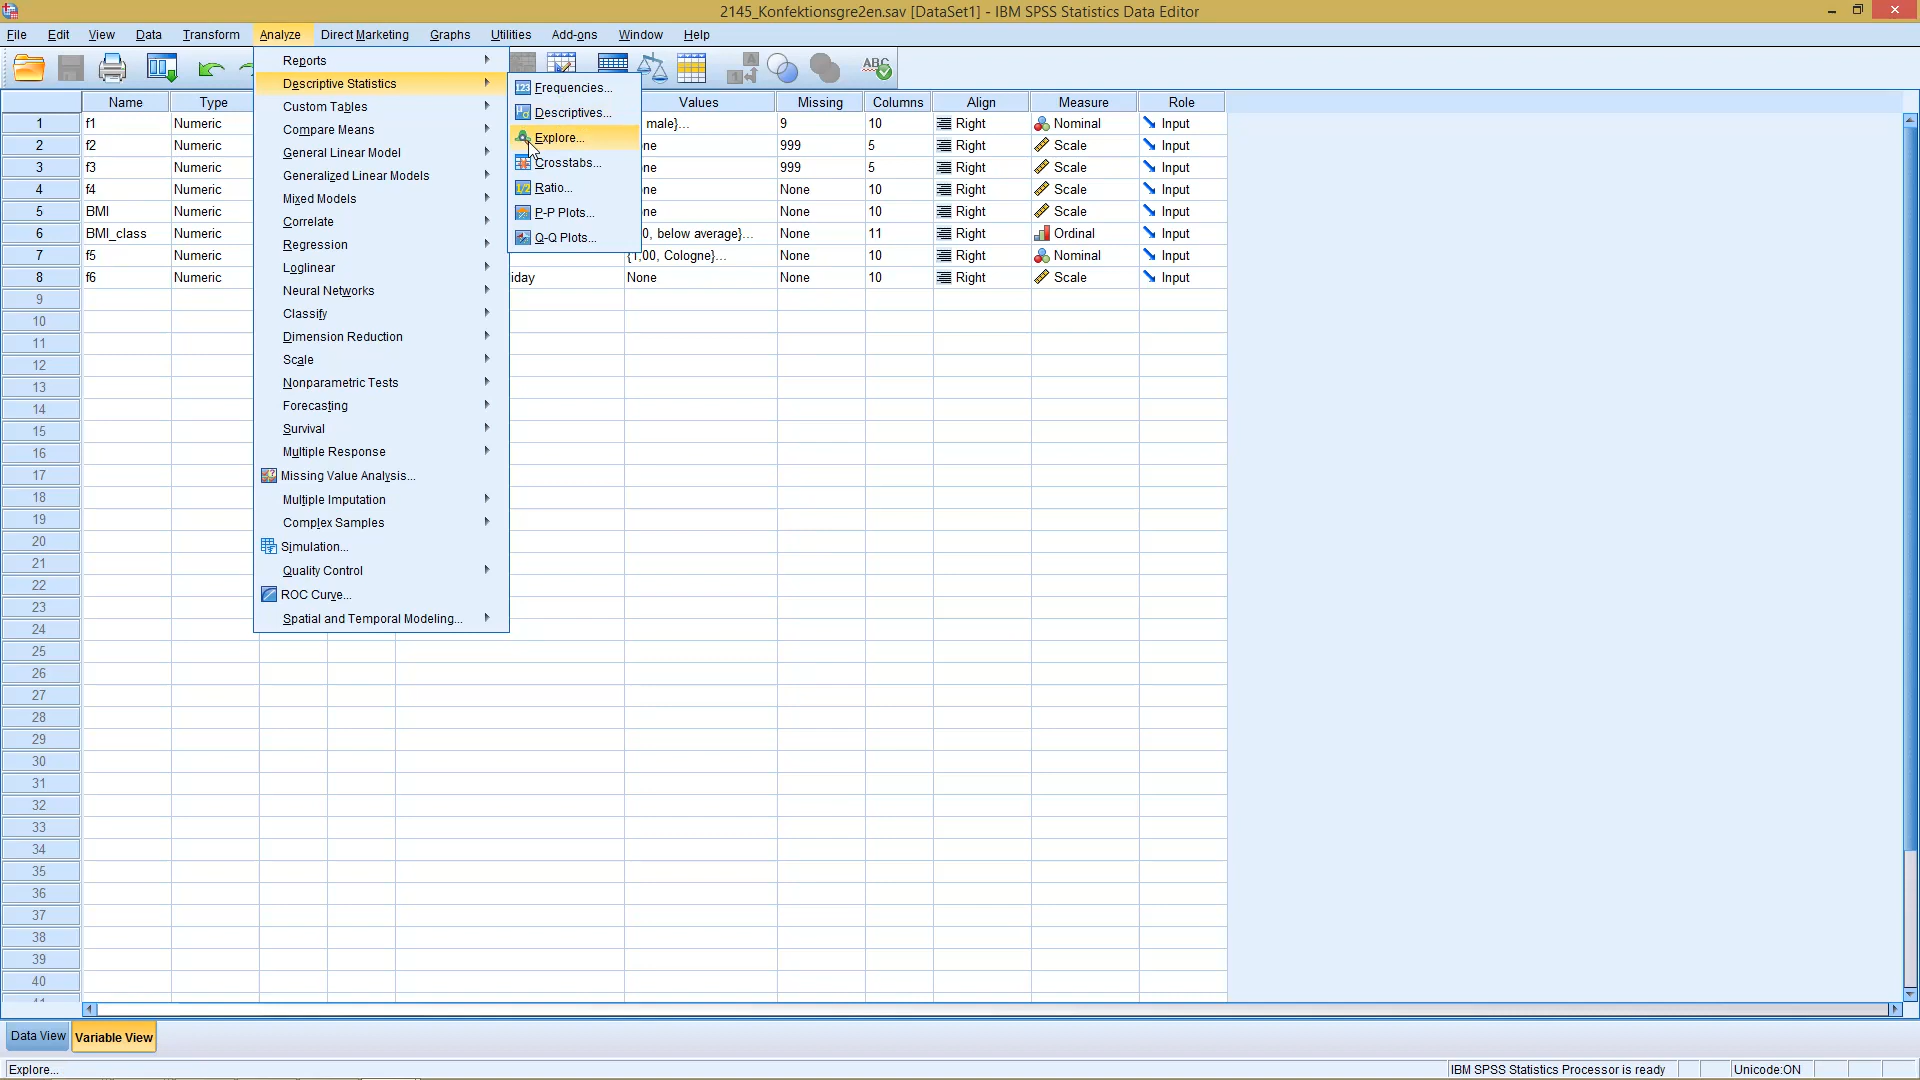 2145_Konfektionsgre2en.sav [DataSet1] - IBM SPSS Statistics Data Editor
File Edit View Data Transform Analyze Direct Marketing Graphs Utilities Add-ons Window Help
Name Type Values Missing Columns Align Measure Role
1 f1 Numeric male}... 9 10 Right Nominal Input
2 f2 Numeric one 999 5 Right Scale Input
3 f3 Numeric one 999 5 Right Scale Input
4 f4 Numeric one None 10 Right Scale Input
5 BMI Numeric one None 10 Right Scale Input
6 BMI_class Numeric 0, below average}... None 11 Right Ordinal Input
7 f5 Numeric {1,00, Cologne}... None 10 Right Nominal Input
8 f6 Numeric iday None None 10 Right Scale Input
9
10
11
12
13
14
15
16
17
18
19
20
21
22
23
24
25
26
27
28
29
30
31
32
33
34
35
36
37
38
39
40
Reports
Descriptive Statistics
Custom Tables
Compare Means
General Linear Model
Generalized Linear Models
Mixed Models
Correlate
Regression
Loglinear
Neural Networks
Classify
Dimension Reduction
Scale
Nonparametric Tests
Forecasting
Survival
Multiple Response
Missing Value Analysis...
Multiple Imputation
Complex Samples
Simulation...
Quality Control
ROC Curve...
Spatial and Temporal Modeling...
123 Frequencies...
Descriptives...
Explore...
Crosstabs...
1/2 Ratio...
P-P Plots...
Q-Q Plots...
ABC
Data View Variable View
Explore... IBM SPSS Statistics Processor is ready Unicode:ON